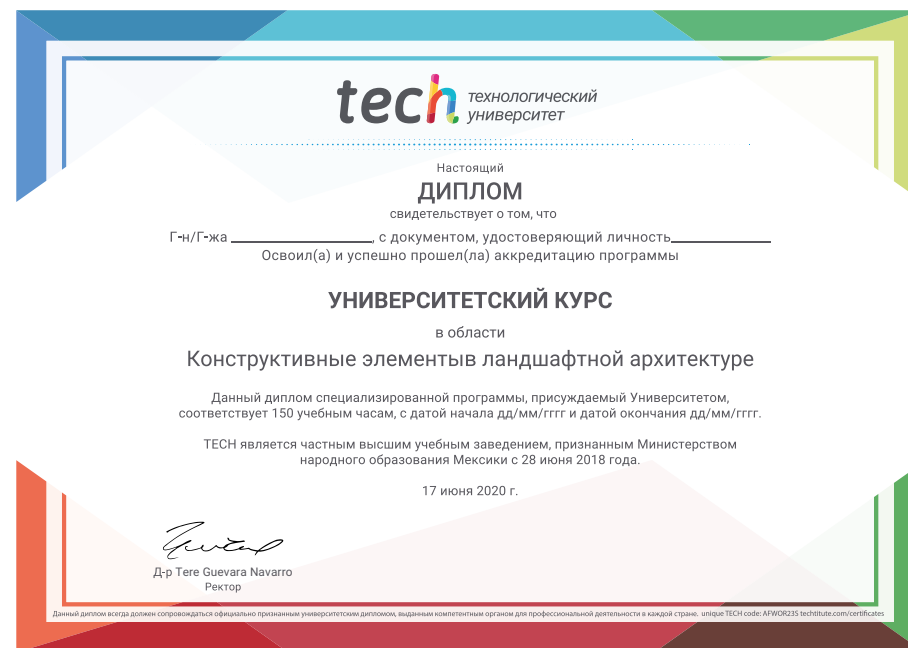 tech технологический
университет
Настоящий
ДИПЛОМ
свидетельствует о том, что
Г-н/Г-жа , с документом, удостоверяющий личность
Освоил(а) и успешно прошел(ла) аккредитацию программы
УНИВЕРСИТЕТСКИЙ КУРС
в области
Конструктивные элементыв ландшафтной архитектуре
Данный диплом специализированной программы, присуждаемый Университетом,
соответствует 150 учебным часам, с датой начала дд/мм/гггг и датой окончания дд/мм/гггг.
TECH является частным высшим учебным заведением, признанным Министерством
народного образования Мексики с 28 июня 2018 года.
17 июня 2020 г.
Д-р Tere Guevara Navarro
Ректор
Данный диплом всегда должен сопровождаться официально признанным университетским дипломом, выданным компетентным органом для профессиональной деятельности в каждой стране. unique TECH code: AFWOR23S techtitute.com/certificates